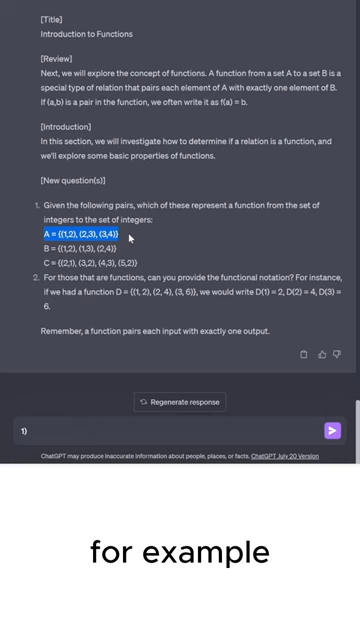 [Title]
Introduction to Functions
[Review]
Next, we will explore the concept of functions. A function from a set A to a set B is a
special type of relation that pairs each element of A with exactly one element of B.
If (a,b) is a pair in the function, we often write it as f(a) = b.
[Introduction]
In this section, we will investigate how to determine if a relation is a function, and
we'll explore some basic properties of functions.
[New question(s)]
1. Given the following pairs, which of these represent a function from the set of
integers to the set of integers:
A = {(1,2), (2,3), (3,4)}
B = {(1,2), (1,3), (2,4)}
C = {(2,1), (3,2), (4,3), (5,2)}
2. For those that are functions, can you provide the functional notation? For instance,
if we had a function D = {(1, 2), (2, 4), (3, 6)}, we would write D(1) = 2, D(2) = 4, D(3) =
6.
Remember, a function pairs each input with exactly one output.
Regenerate response
1)
ChatGPT may produce inaccurate information about people, places, or facts. ChatGPT July 20 Version
for example